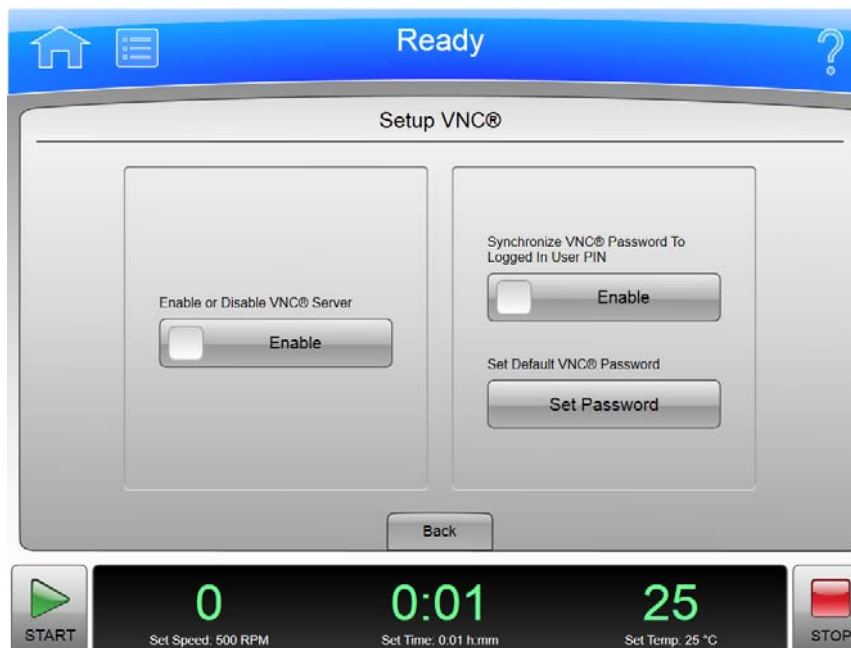 Ready
?
Setup VNC®
Enable or Disable VNC® Server
Enable
Synchronize VNC® Password To
Logged In User PIN
Enable
Set Default VNC® Password
Set Password
Back
START
0
Set Speed: 500 RPM
0:01
Set Time: 0.01 h:mm
25
Set Temp. 25 °C
STOP